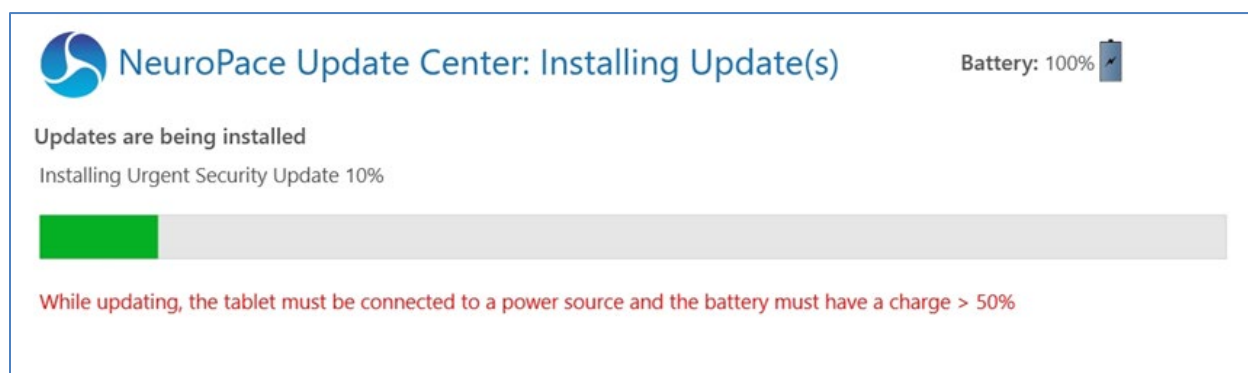 NeuroPace Update Center: Installing Update(s)
Battery: 100%
Updates are being installed
Installing Urgent Security Update 10%
While updating, the tablet must be connected to a power source and the battery must have a charge > 50%